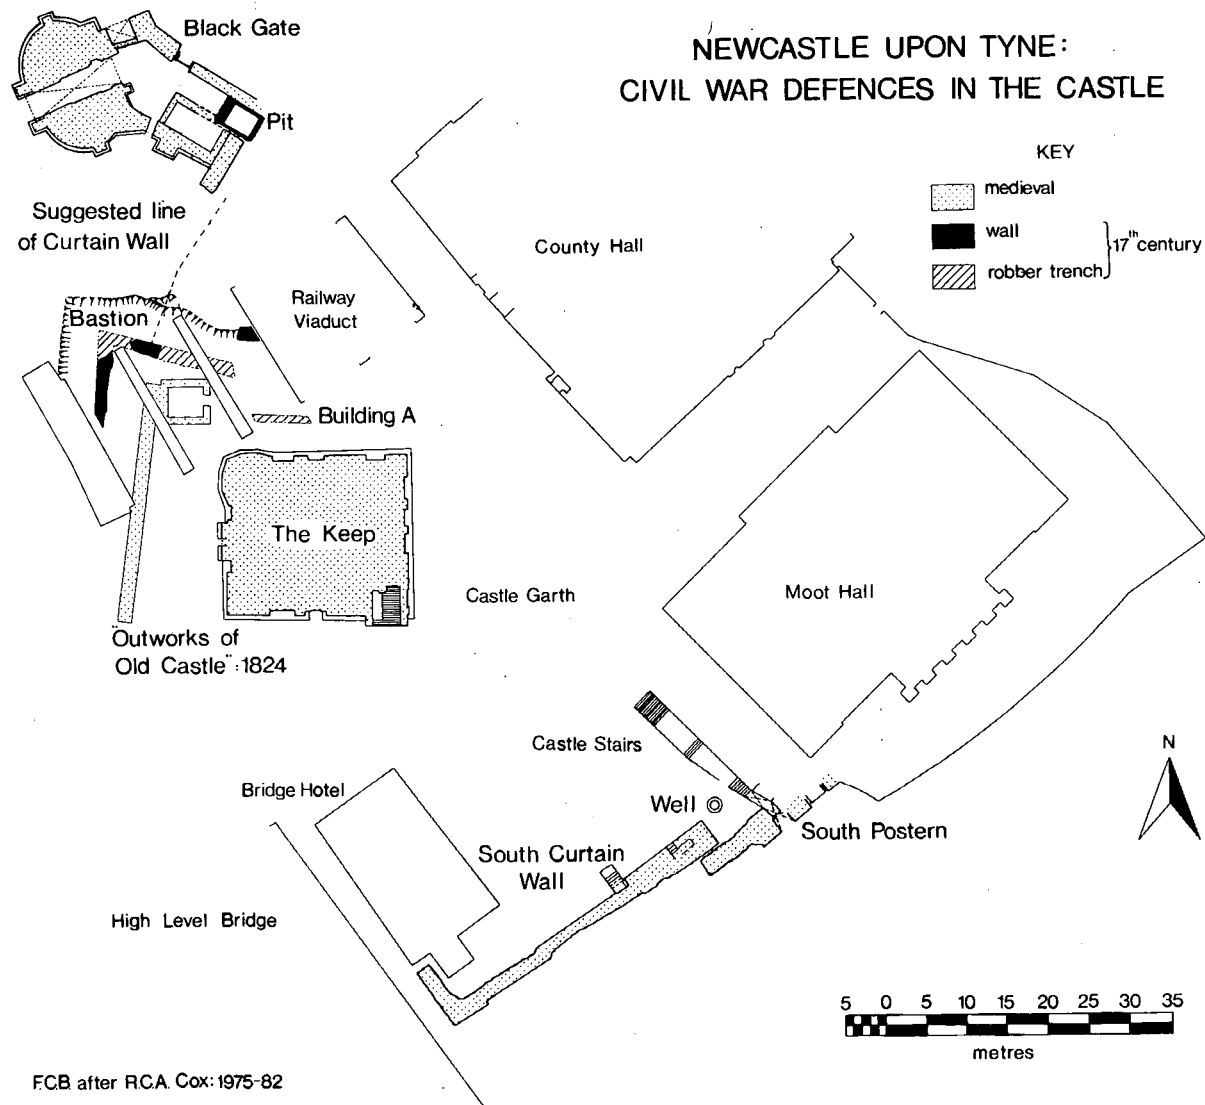 NEWCASTLE UPON TYNE:
CIVIL WAR DEFENCES IN THE CASTLE
Black Gate
Pit
KEY
medieval
wall
robber trench
17th century
Suggested line
of Curtain Wall
County Hall
Railway
Viaduct
Bastion
Building A
The Keep
Castle Garth
Moot Hall
"Outworks of
Old Castle": 1824
Castle Stairs
N
Bridge Hotel
Well
South Postern
South Curtain
Wall
High Level Bridge
5 0 5 10 15 20 25 30 35
metres
F.C.B. after R.C.A. Cox: 1975-82